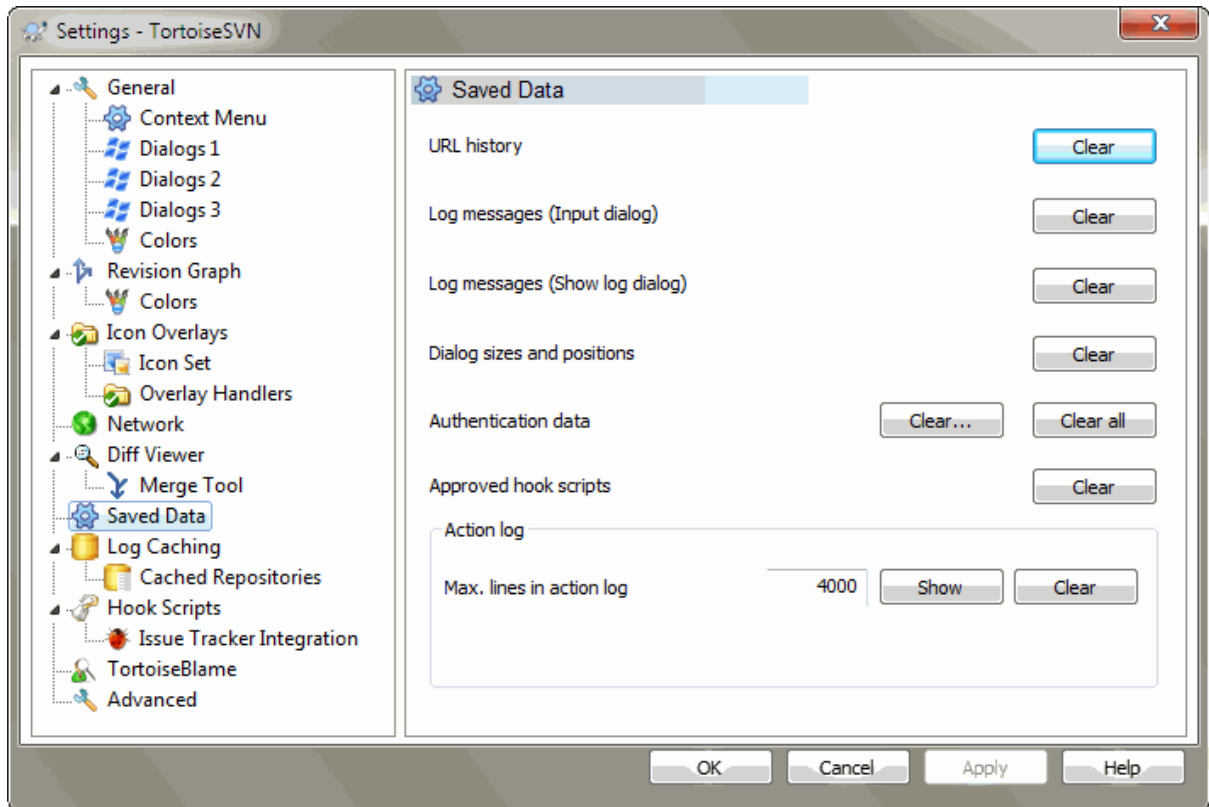 Settings - TortoiseSVN
X
General
Context Menu
Dialogs 1
Dialogs 2
Dialogs 3
Colors
Revision Graph
Colors
Icon Overlays
Icon Set
Overlay Handlers
Network
Diff Viewer
Merge Tool
Saved Data
Log Caching
Cached Repositories
Hook Scripts
Issue Tracker Integration
TortoiseBlame
Advanced
Saved Data
URL history Clear
Log messages (Input dialog) Clear
Log messages (Show log dialog) Clear
Dialog sizes and positions Clear
Authentication data Clear... Clear all
Approved hook scripts Clear
Action log
Max. lines in action log 4000 Show Clear
OK Cancel Apply Help